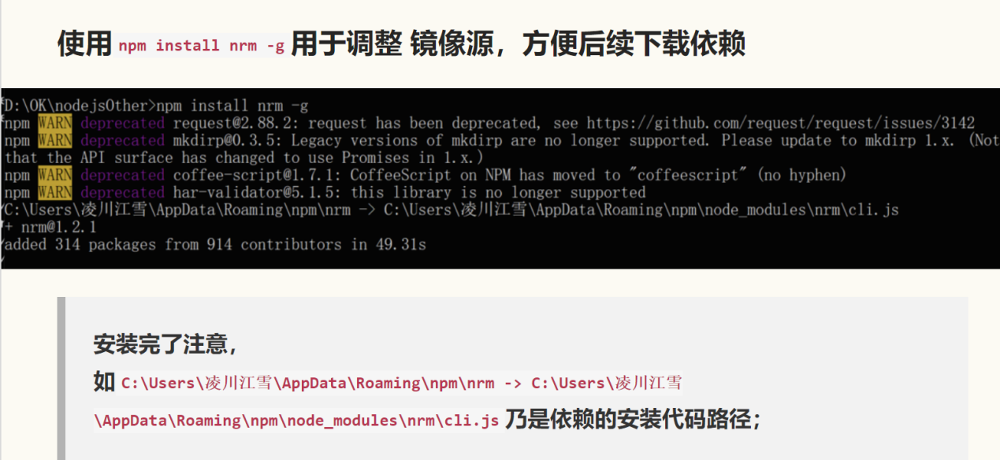 使用 npm install nrm -g 用于调整 镜像源，方便后续下载依赖
D:\OK\nodejsOther>npm install nrm -g
npm WARN deprecated request@2.88.2: request has been deprecated, see https://github.com/request/request/issues/3142
npm WARN deprecated mkdirp@0.3.5: Legacy versions of mkdirp are no longer supported. Please update to mkdirp 1.x. (Not
that the API surface has changed to use Promises in 1.x.)
npm WARN deprecated coffee-script@1.7.1: CoffeeScript on NPM has moved to "coffeescript" (no hyphen)
npm WARN deprecated har-validator@5.1.5: this library is no longer supported
C:\Users\凌川江雪\AppData\Roaming\npm\nrm -> C:\Users\凌川江雪\AppData\Roaming\npm\node_modules\nrm\cli.js
+ nrm@1.2.1
added 314 packages from 914 contributors in 49.31s
安装完了注意，
如 C:\Users\凌川江雪\AppData\Roaming\npm\nrm -> C:\Users\凌川江雪
\AppData\Roaming\npm\node_modules\nrm\cli.js 乃是依赖的安装代码路径；